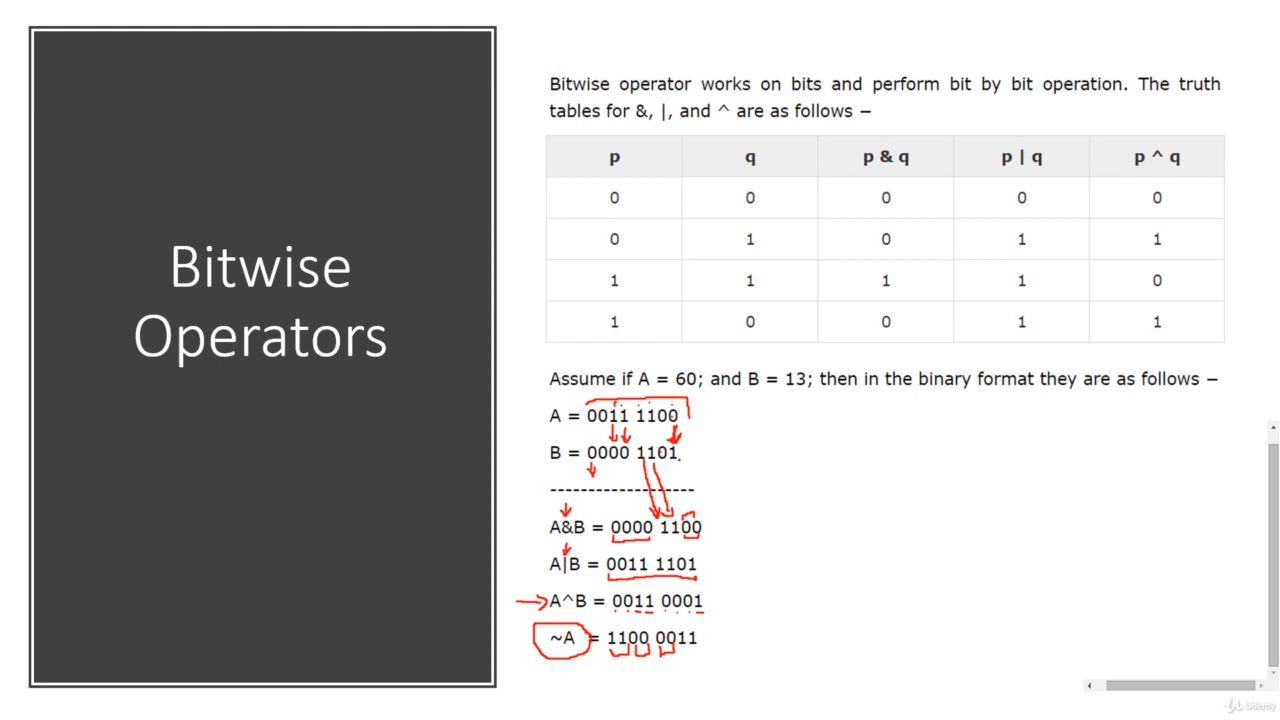 Bitwise
Operators
Bitwise operator works on bits and perform bit by bit operation. The truth
tables for &, |, and ^ are as follows −
p q p & q p | q p ^ q
0 0 0 0 0
0 1 0 1 1
1 1 1 1 0
1 0 0 1 1
Assume if A = 60; and B = 13; then in the binary format they are as follows −
A = 0011 1100
B = 0000 1101
-------------------
A&B = 0000 1100
A|B = 0011 1101
A^B = 0011 0001
~A = 1100 0011
Udemy